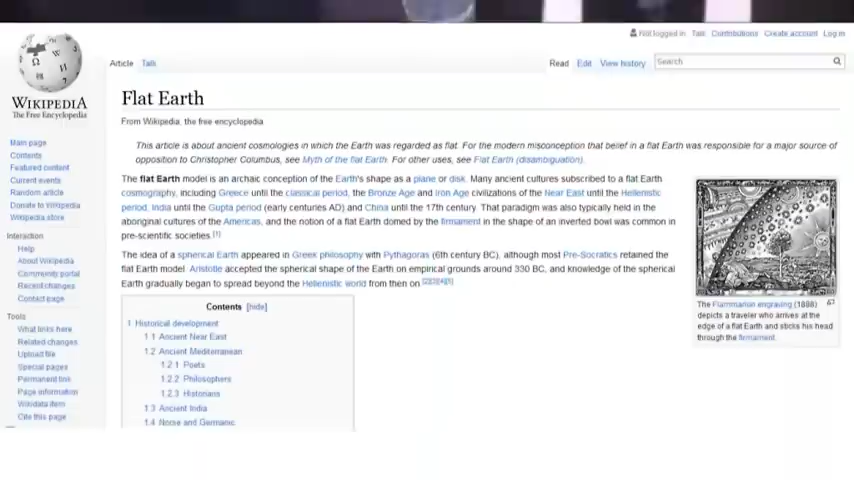 Not logged in Talk Contributions Create account Log in
Article Talk Read Edit View history Search
WIKIPEDIA
The Free Encyclopedia
Flat Earth
From Wikipedia, the free encyclopedia
This article is about ancient cosmologies in which the Earth was regarded as flat. For the modern misconception that belief in a flat Earth was responsible for a major source of
opposition to Christopher Columbus, see Myth of the flat Earth. For other uses, see Flat Earth (disambiguation).
The flat Earth model is an archaic conception of the Earth's shape as a plane or disk. Many ancient cultures subscribed to a flat Earth
cosmography, including Greece until the classical period, the Bronze Age and Iron Age civilizations of the Near East until the Hellenistic
period, India until the Gupta period (early centuries AD) and China until the 17th century. That paradigm was also typically held in the
aboriginal cultures of the Americas, and the notion of a flat Earth domed by the firmament in the shape of an inverted bowl was common in
pre-scientific societies.[1]
The idea of a spherical Earth appeared in Greek philosophy with Pythagoras (6th century BC), although most Pre-Socratics retained the
flat Earth model. Aristotle accepted the spherical shape of the Earth on empirical grounds around 330 BC, and knowledge of the spherical
Earth gradually began to spread beyond the Hellenistic world from then on.
The Flammarion engraving (1888)
depicts a traveler who arrives at the
edge of a flat Earth and sticks his head
through the firmament.
Contents [hide]
1 Historical development
1.1 Ancient Near East
1.2 Ancient Mediterranean
1.2.1 Poets
1.2.2 Philosophers
1.2.3 Historians
1.3 Ancient India
1.4 Norse and Germanic
Main page
Contents
Featured content
Current events
Random article
Donate to Wikipedia
Wikipedia store
Interaction
Help
About Wikipedia
Community portal
Recent changes
Contact page
Tools
What links here
Related changes
Upload file
Special pages
Permanent link
Page information
Wikidata item
Cite this page